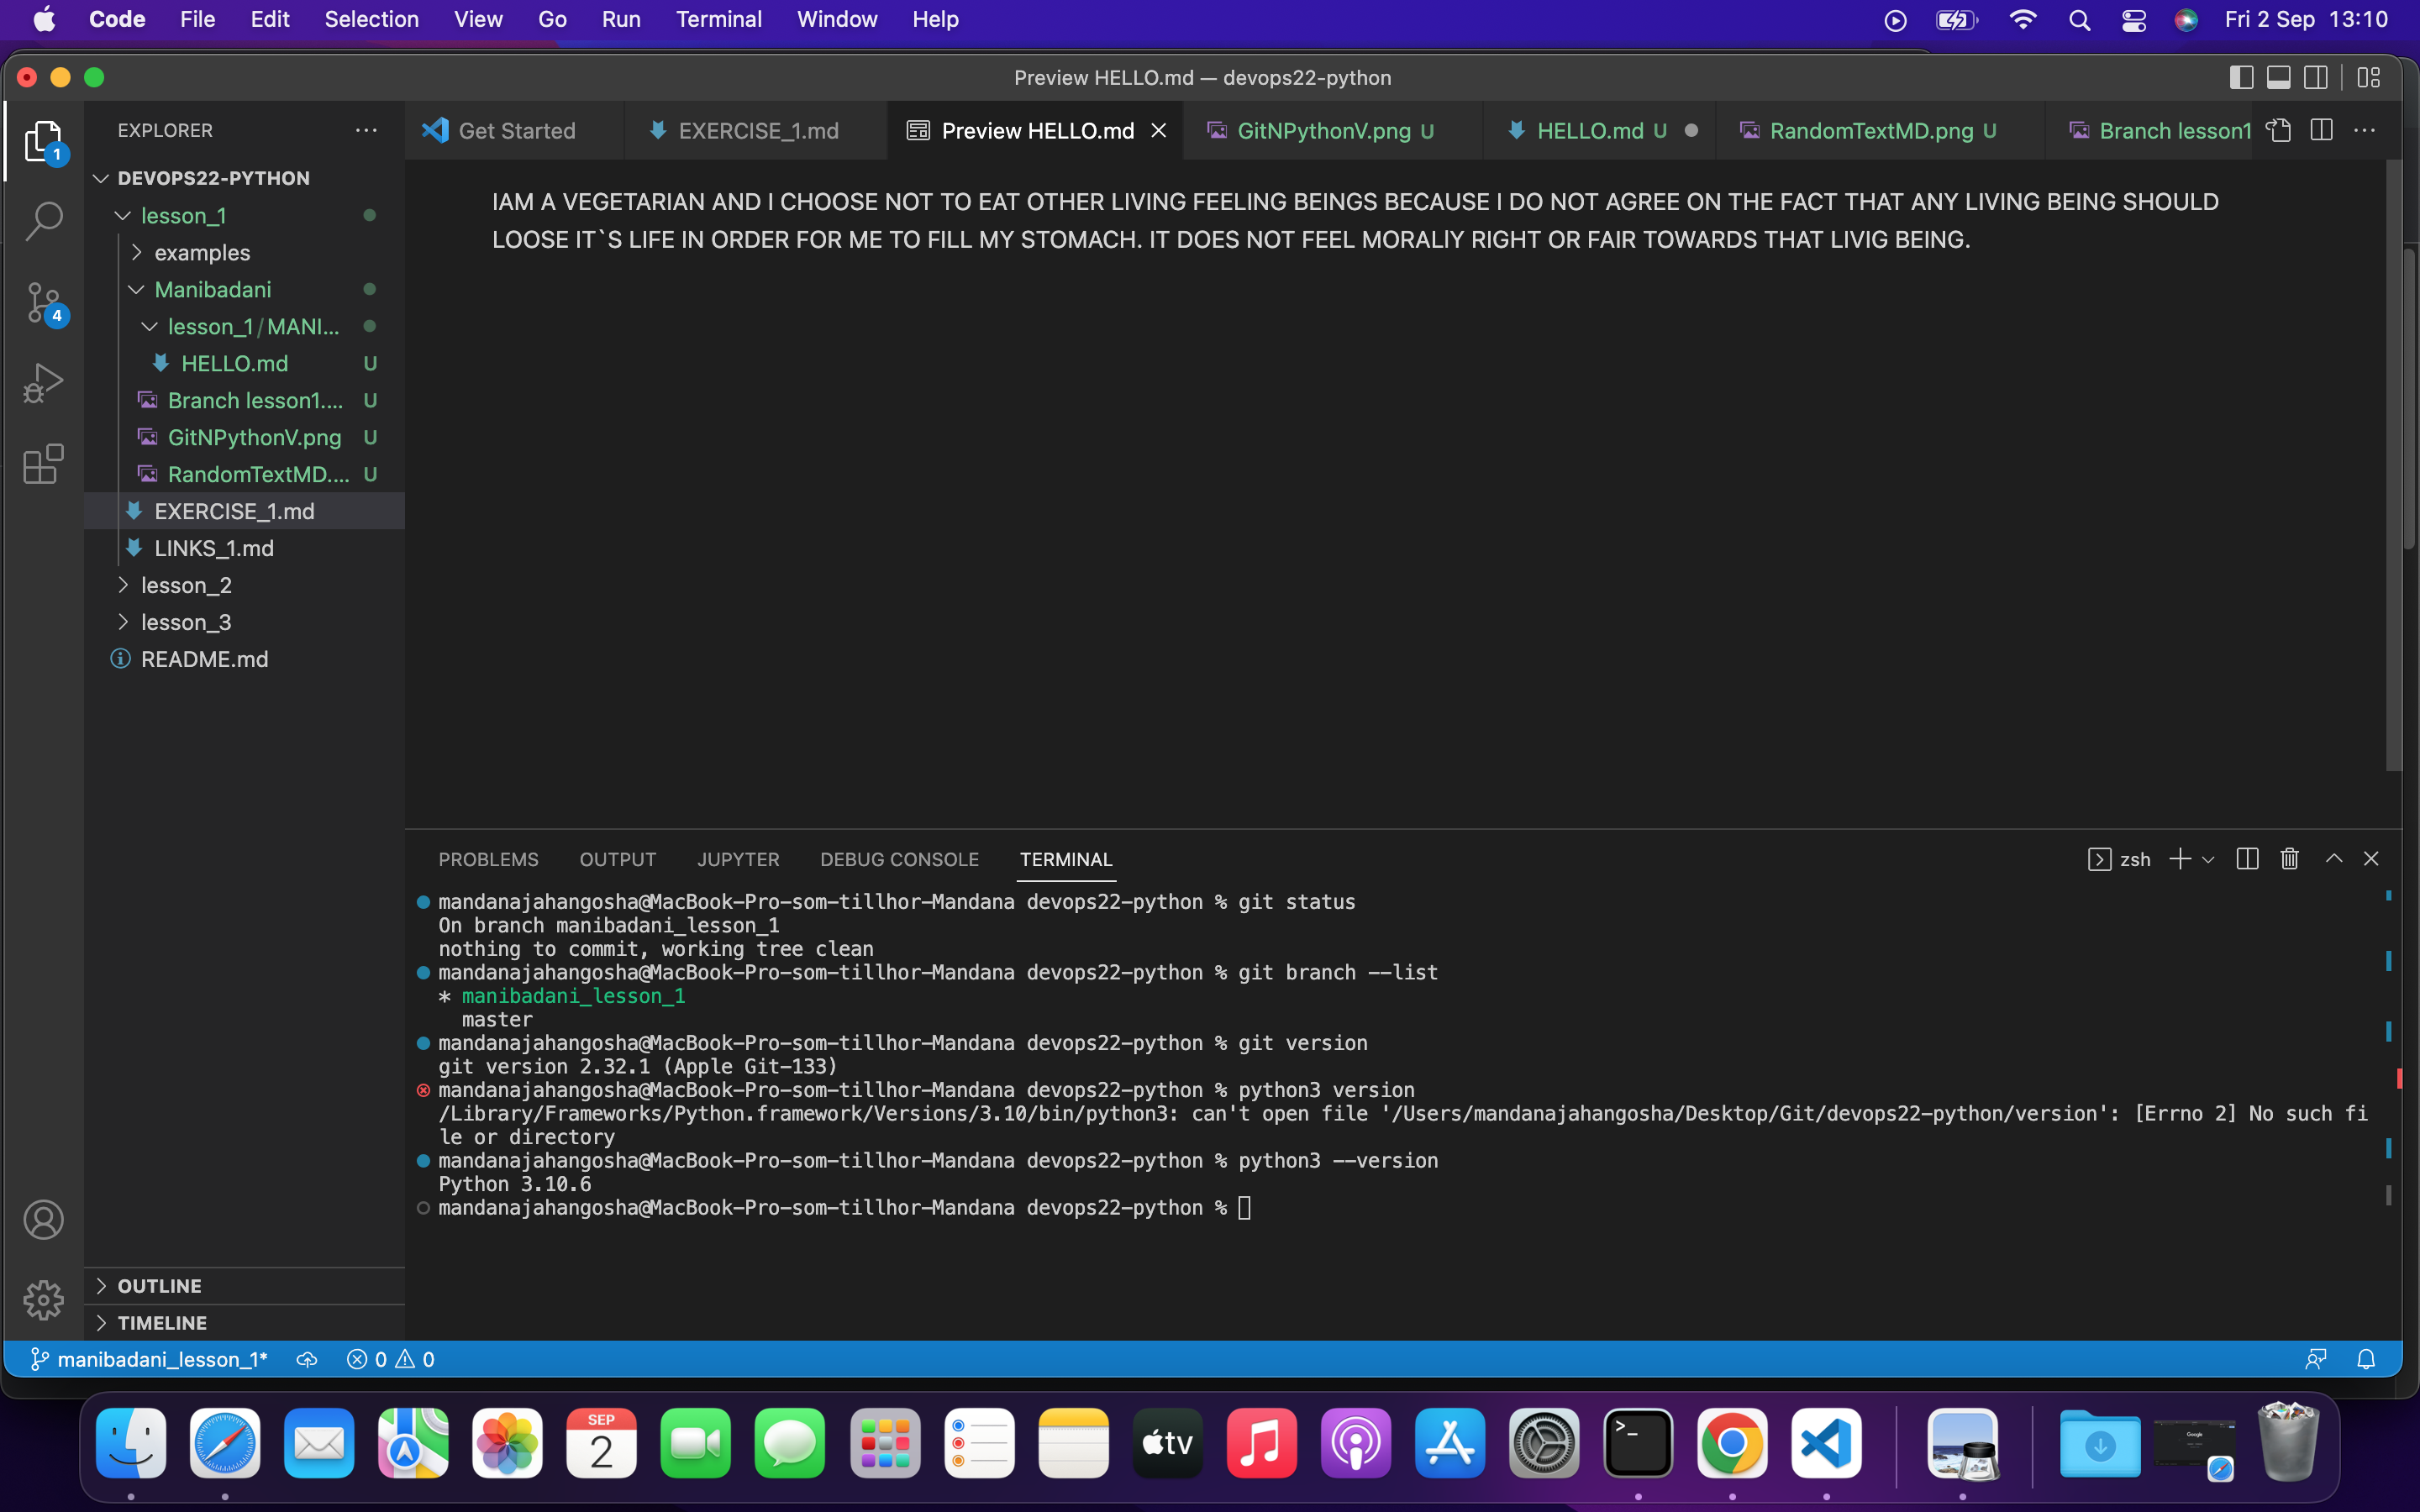 Code File Edit Selection View Go Run Terminal Window Help Fri 2 Sep 13:10
Preview HELLO.md — devops22-python
EXPLORER
Get Started
EXERCISE_1.md
Preview HELLO.md
GitNPythonV.png U
HELLO.md U
RandomTextMD.png U
Branch lesson1
1
4
DEVOPS22-PYTHON
lesson_1
examples
Manibadani
lesson_1/MANI...
HELLO.md U
Branch lesson1.... U
GitNPythonV.png U
RandomTextMD.... U
EXERCISE_1.md
LINKS_1.md
lesson_2
lesson_3
README.md
OUTLINE
TIMELINE
IAM A VEGETARIAN AND I CHOOSE NOT TO EAT OTHER LIVING FEELING BEINGS BECAUSE I DO NOT AGREE ON THE FACT THAT ANY LIVING BEING SHOULD
LOOSE IT`S LIFE IN ORDER FOR ME TO FILL MY STOMACH. IT DOES NOT FEEL MORALlY RIGHT OR FAIR TOWARDS THAT LIVIG BEING.
PROBLEMS OUTPUT JUPYTER DEBUG CONSOLE TERMINAL zsh
mandanajahangosha@MacBook-Pro-som-tillhor-Mandana devops22-python % git status
On branch manibadani_lesson_1
nothing to commit, working tree clean
mandanajahangosha@MacBook-Pro-som-tillhor-Mandana devops22-python % git branch --list
* manibadani_lesson_1
master
mandanajahangosha@MacBook-Pro-som-tillhor-Mandana devops22-python % git version
git version 2.32.1 (Apple Git-133)
mandanajahangosha@MacBook-Pro-som-tillhor-Mandana devops22-python % python3 version
/Library/Frameworks/Python.framework/Versions/3.10/bin/python3: can't open file '/Users/mandanajahangosha/Desktop/Git/devops22-python/version': [Errno 2] No such fi
le or directory
mandanajahangosha@MacBook-Pro-som-tillhor-Mandana devops22-python % python3 --version
Python 3.10.6
mandanajahangosha@MacBook-Pro-som-tillhor-Mandana devops22-python %
manibadani_lesson_1* 0 0
SEP
2
tv
Google